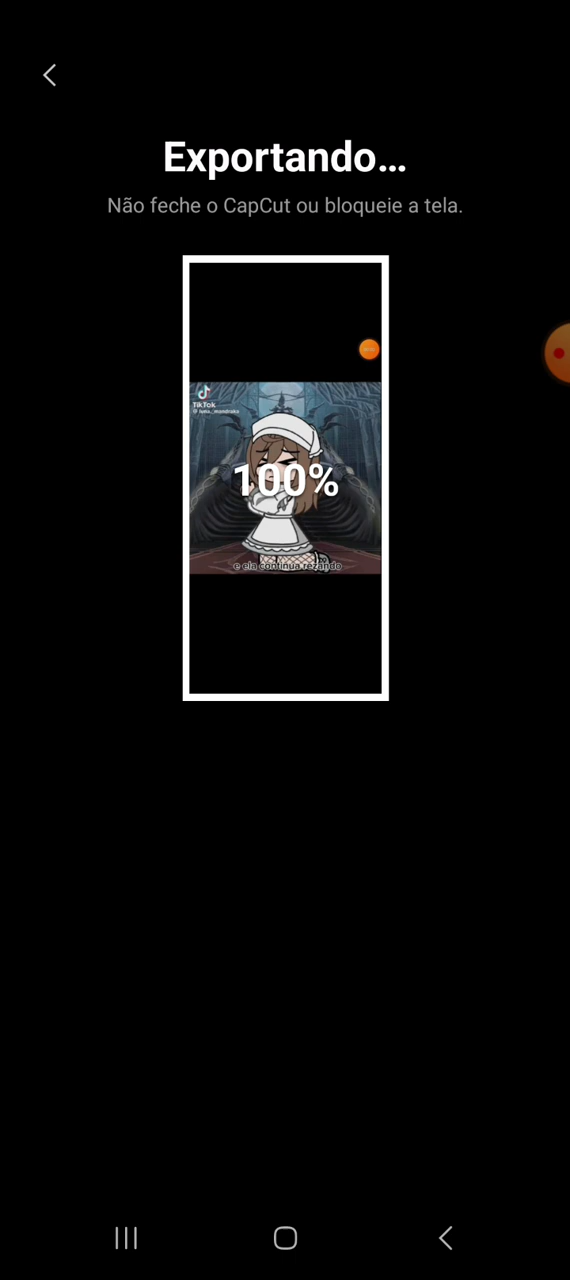 Exportando...
Não feche o CapCut ou bloqueie a tela.
TikTok
100%
e ela continua rezando